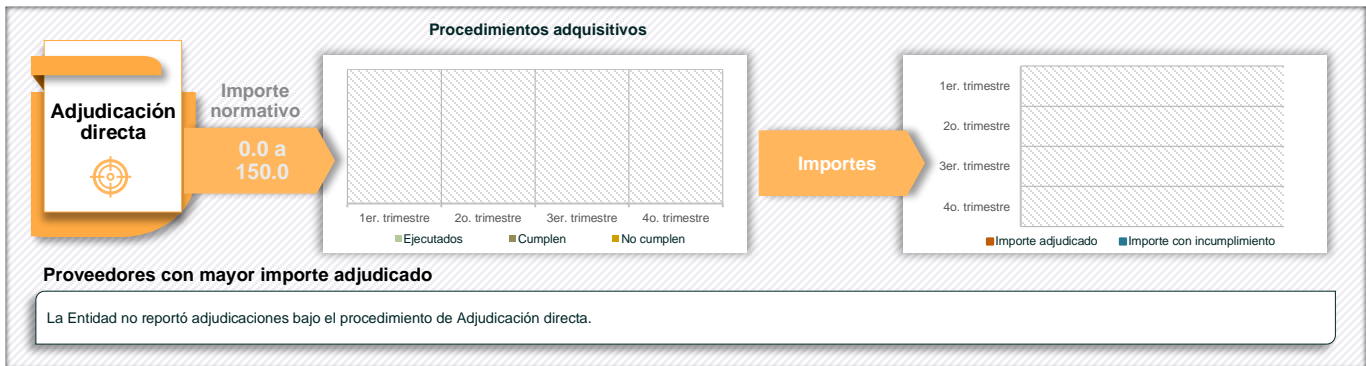 Procedimientos adquisitivos
Adjudicación
directa
Importe
normativo
0.0 a
150.0
1er. trimestre
2o. trimestre
3er. trimestre
4o. trimestre
Ejecutados
Cumplen
No cumplen
Importes
1er. trimestre
2o. trimestre
3er. trimestre
4o. trimestre
Importe adjudicado
Importe con incumplimiento
Proveedores con mayor importe adjudicado
La Entidad no reportó adjudicaciones bajo el procedimiento de Adjudicación directa.